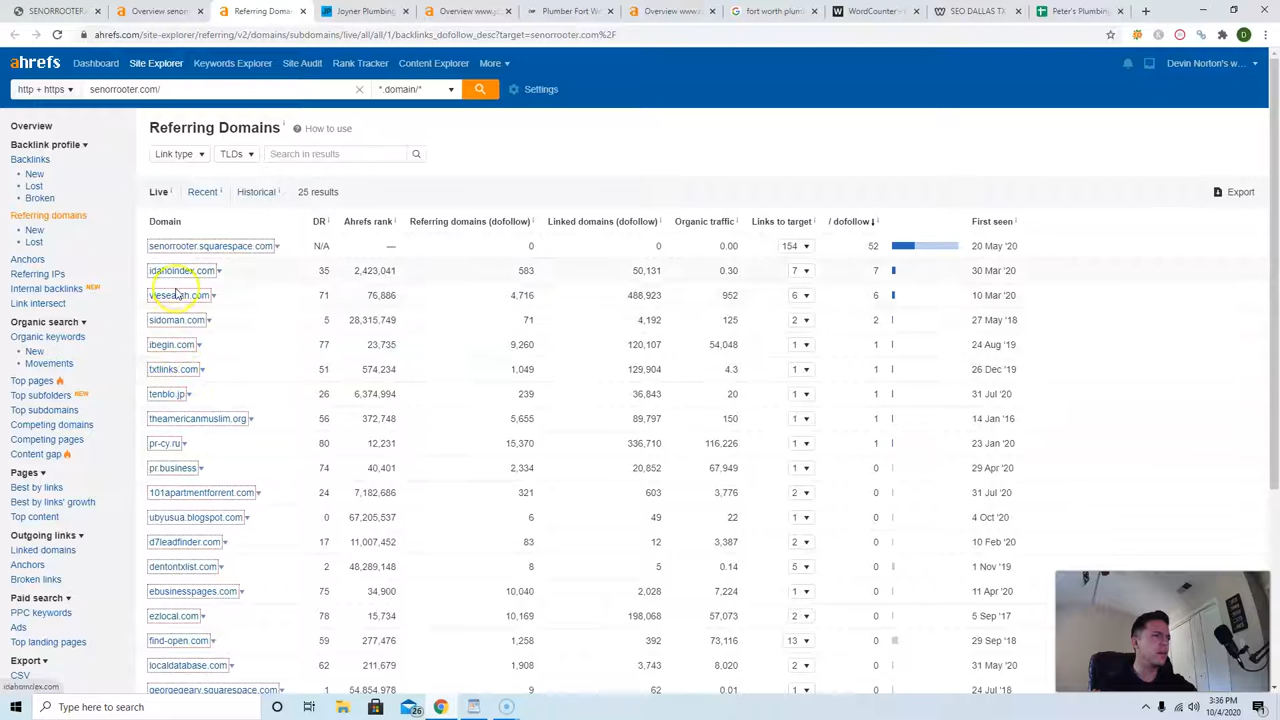 SENORROOTER
Overview senor
Referring Domains
Joyner Plumbing
Overview www.g
Plumber Fort Wo
Overview www.
fort worth plumb
WordCounter
SEO DALLAS TX
Peter's Plumbing
ahrefs.com/site-explorer/referring/v2/domains/subdomains/live/all/all/1/backlinks_dofollow_desc?target=senorrooter.com%2F
D
ahrefs Dashboard Site Explorer Keywords Explorer Site Audit Rank Tracker Content Explorer More Devin Norton's w...
http + https senorrooter.com/ *.domain/* Settings
Overview
Backlink profile
Backlinks
New
Lost
Broken
Referring domains
New
Lost
Anchors
Referring IPs
Internal backlinks NEW
Link intersect
Organic search
Organic keywords
New
Movements
Top pages
Top subfolders NEW
Top subdomains
Competing domains
Competing pages
Content gap
Pages
Best by links
Best by links' growth
Top content
Outgoing links
Linked domains
Anchors
Broken links
Paid search
PPC keywords
Ads
Top landing pages
Export
CSV
idahoindex.com
Referring Domains How to use
Link type TLDs Search in results
Live Recent Historical 25 results Export
Domain DR Ahrefs rank Referring domains (dofollow) Linked domains (dofollow) Organic traffic Links to target / dofollow First seen
senorrooter.squarespace.com N/A — 0 0 0.00 154 52 20 May '20
idahoindex.com 35 2,423,041 583 50,131 0.30 7 7 30 Mar '20
viesearch.com 71 76,886 4,716 488,923 952 6 6 10 Mar '20
sidoman.com 5 28,315,749 71 4,192 125 2 2 27 May '18
ibegin.com 77 23,735 9,260 120,107 54,048 1 1 24 Aug '19
txtlinks.com 51 574,234 1,049 129,904 4.3 1 1 26 Dec '19
tenblo.jp 26 6,374,994 239 36,843 20 1 1 31 Jul '20
theamericanmuslim.org 56 372,748 5,655 89,797 150 1 1 14 Jan '16
pr-cy.ru 80 12,231 15,370 336,710 116,226 1 1 23 Jan '20
pr.business 74 40,401 2,334 20,852 67,949 1 0 29 Apr '20
101apartmentforrent.com 24 7,182,686 321 603 3,776 2 0 31 Jul '20
ubyusua.blogspot.com 0 67,205,537 6 49 22 1 0 4 Oct '20
d7leadfinder.com 17 11,007,452 83 12 3,387 2 0 10 Feb '20
dentontxlist.com 2 48,289,148 8 5 0.14 5 0 1 Nov '19
ebusinesspages.com 75 34,900 10,040 2,028 7,224 1 0 11 Apr '20
ezlocal.com 78 15,734 10,169 198,068 57,073 2 0 5 Sep '17
find-open.com 59 277,476 1,258 392 73,116 13 0 29 Sep '18
localdatabase.com 62 211,679 1,908 3,743 8,020 2 0 31 May '20
georgegeary.squarespace.com 0 54,854,978 9 62 0.01 1 0 24 Jul '18
Type here to search
26
3:36 PM
10/4/2020
1